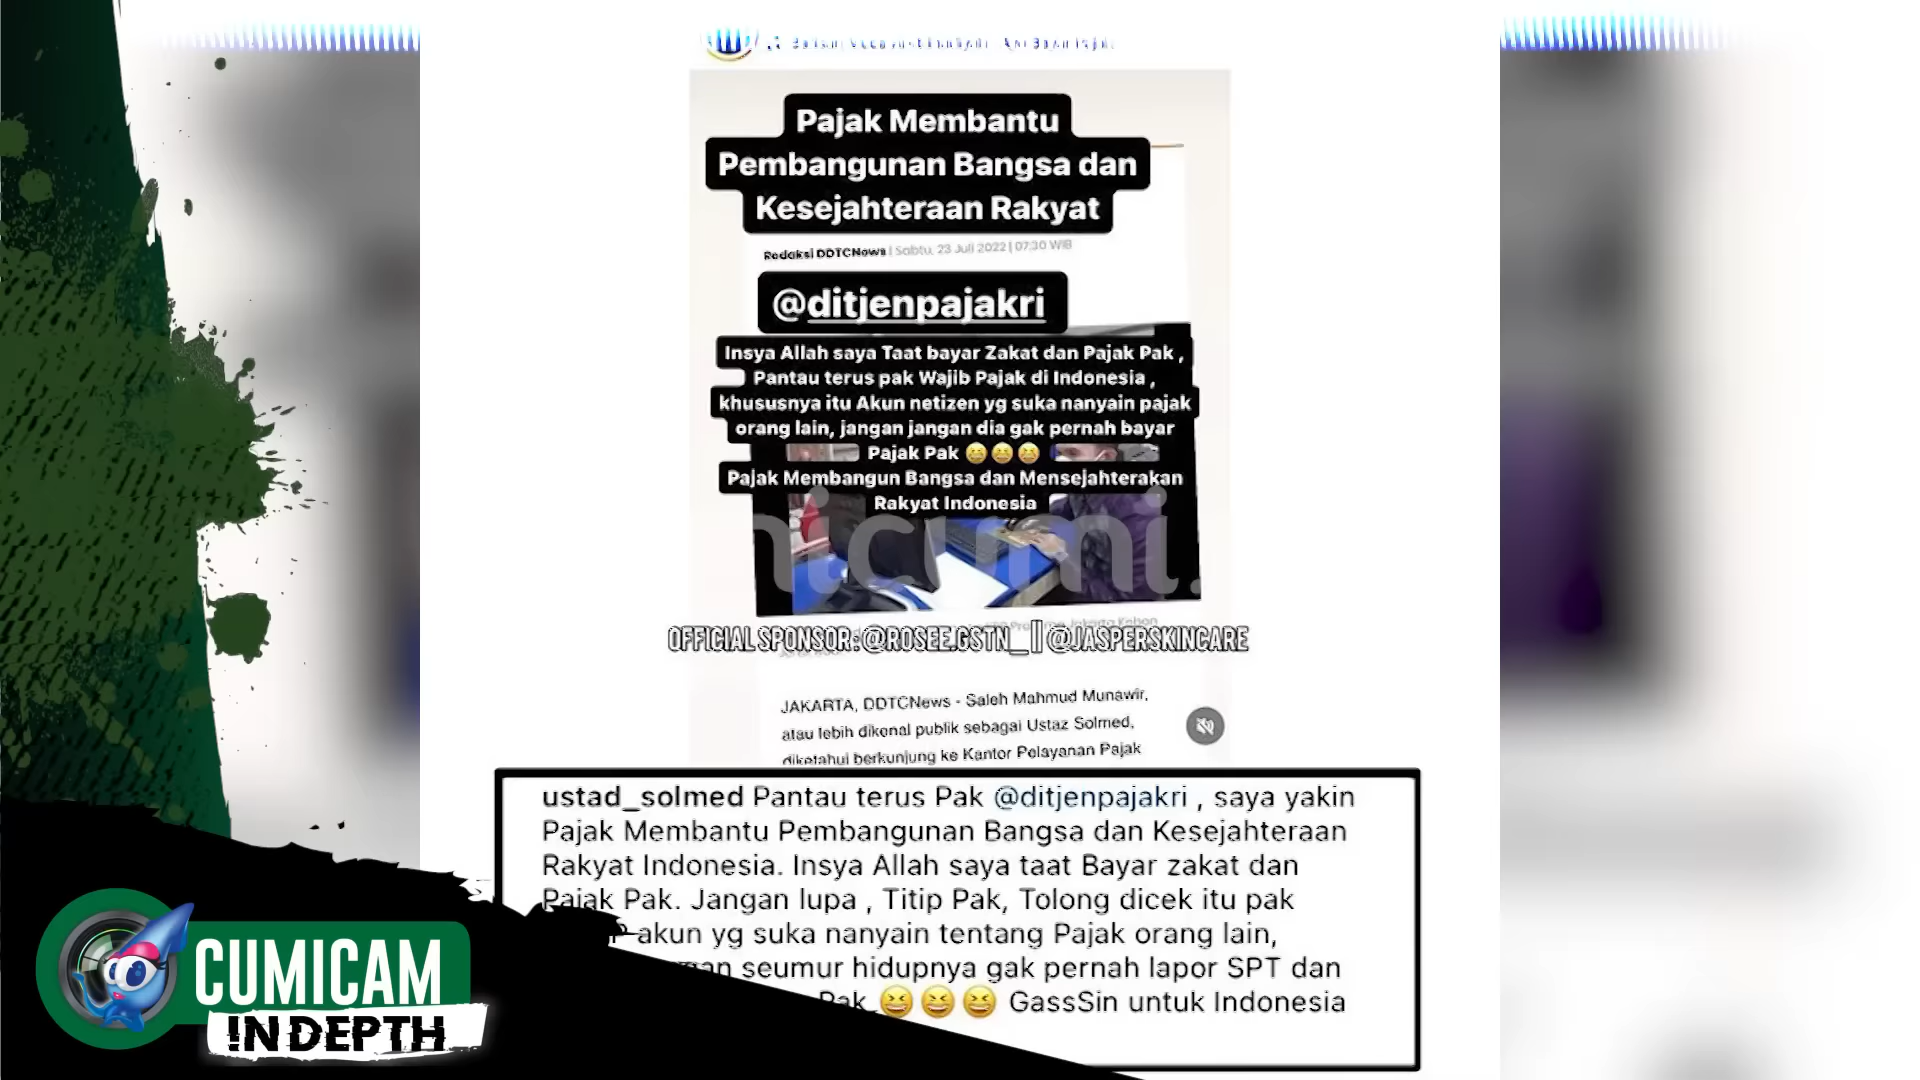 Pajak Membantu
Pembangunan Bangsa dan
Kesejahteraan Rakyat
Redaksi DDTCNews | Sabtu, 23 Juli 2022 | 07:30 WIB
@ditjenpajakri
Insya Allah saya Taat bayar Zakat dan Pajak Pak ,
Pantau terus pak Wajib Pajak di Indonesia ,
khususnya itu Akun netizen yg suka nanyain pajak
orang lain, jangan jangan dia gak pernah bayar
Pajak Pak 😆😆😆
Pajak Membangun Bangsa dan Mensejahterakan
Rakyat Indonesia
OFFICIAL SPONSOR: @ROSEE.GSTN_ || @JASPERSKINCARE
JAKARTA, DDTCNews - Saleh Mahmud Munawir,
atau lebih dikenal publik sebagai Ustaz Solmed,
diketahui berkunjung ke Kantor Pelayanan Pajak
ustad_solmed Pantau terus Pak @ditjenpajakri , saya yakin
Pajak Membantu Pembangunan Bangsa dan Kesejahteraan
Rakyat Indonesia. Insya Allah saya taat Bayar zakat dan
Pajak Pak. Jangan lupa , Titip Pak, Tolong dicek itu pak
akun yg suka nanyain tentang Pajak orang lain,
seumur hidupnya gak pernah lapor SPT dan
Pak 😆😆😆 GassSin untuk Indonesia
CUMICAM
!N DEPTH